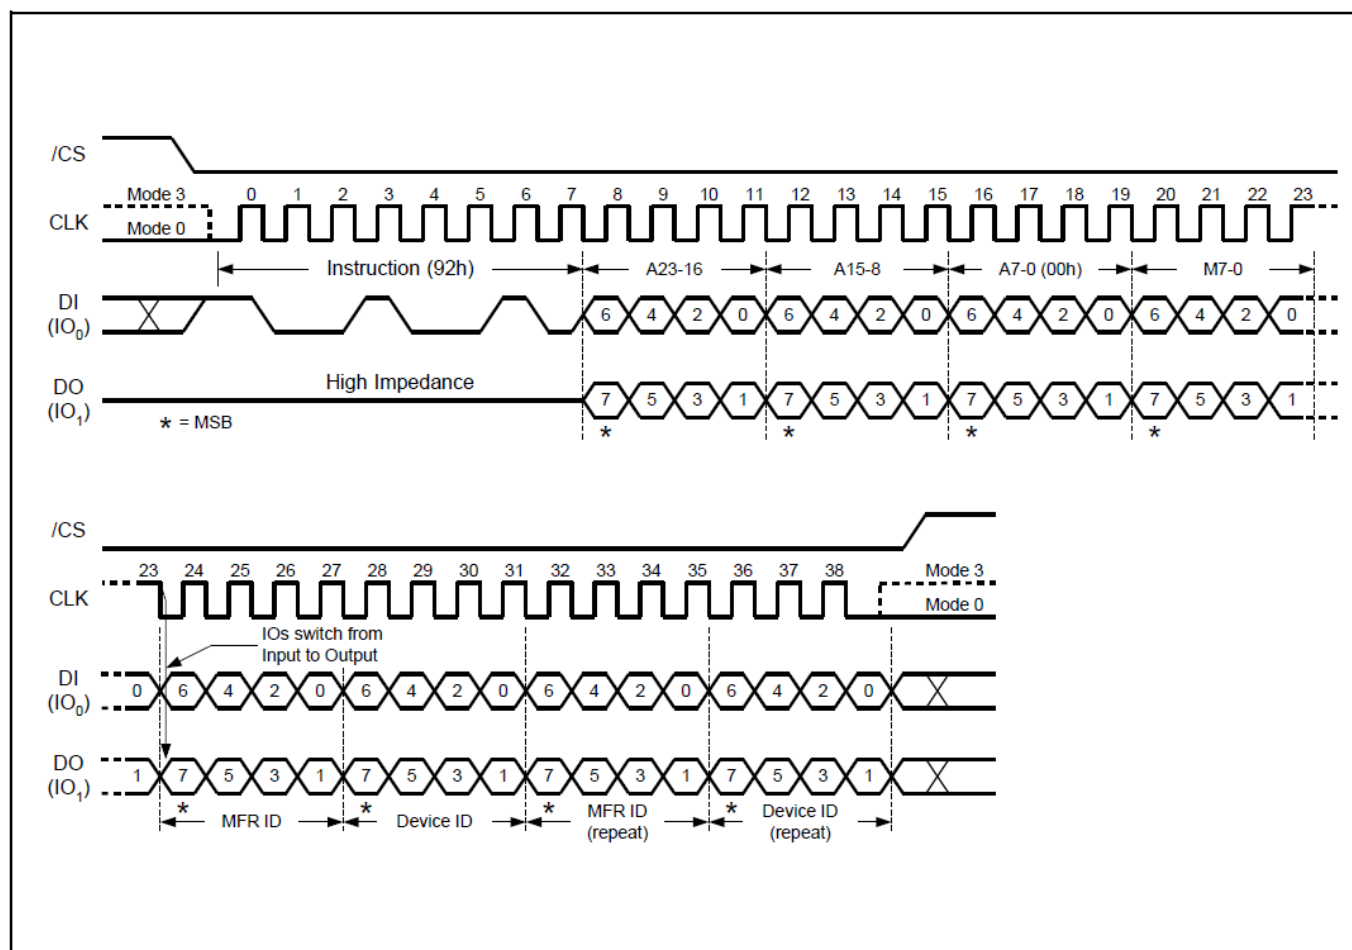 /CS
Mode 3 0 1 2 3 4 5 6 7 8 9 10 11 12 13 14 15 16 17 18 19 20 21 22 23
CLK
Mode 0
Instruction (92h) A23-16 A15-8 A7-0 (00h) M7-0
DI
(IO0) 6 4 2 0 6 4 2 0 6 4 2 0 6 4 2 0
High Impedance
DO
(IO1) 7 5 3 1 7 5 3 1 7 5 3 1 7 5 3 1
* = MSB * * * *
/CS
23 24 25 26 27 28 29 30 31 32 33 34 35 36 37 38 Mode 3
CLK
Mode 0
IOs switch from
Input to Output
DI
(IO0) 0 6 4 2 0 6 4 2 0 6 4 2 0 6 4 2 0
DO
(IO1) 1 7 5 3 1 7 5 3 1 7 5 3 1 7 5 3 1
* * * *
MFR ID Device ID MFR ID
(repeat) Device ID
(repeat)